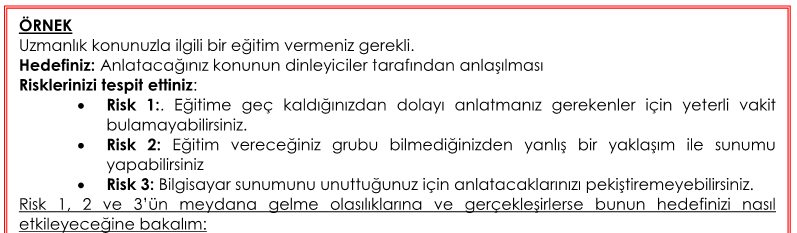 ÖRNEK
Uzmanlık konunuzla ilgili bir eğitim vermeniz gerekli.
Hedefiniz: Anlatacağınız konunun dinleyiciler tarafından anlaşılması
Risklerinizi tespit ettiniz:
• Risk 1:. Eğitime geç kaldığınızdan dolayı anlatmanız gerekenler için yeterli vakit
bulamayabilirsiniz.
• Risk 2: Eğitim vereceğiniz grubu bilmediğinizden yanlış bir yaklaşım ile sunumu
yapabilirsiniz
• Risk 3: Bilgisayar sunumunu unuttuğunuz için anlatacaklarınızı pekiştiremeyebilirsiniz.
Risk 1, 2 ve 3’ün meydana gelme olasılıklarına ve gerçekleşirlerse bunun hedefinizi nasıl
etkileyeceğine bakalım: